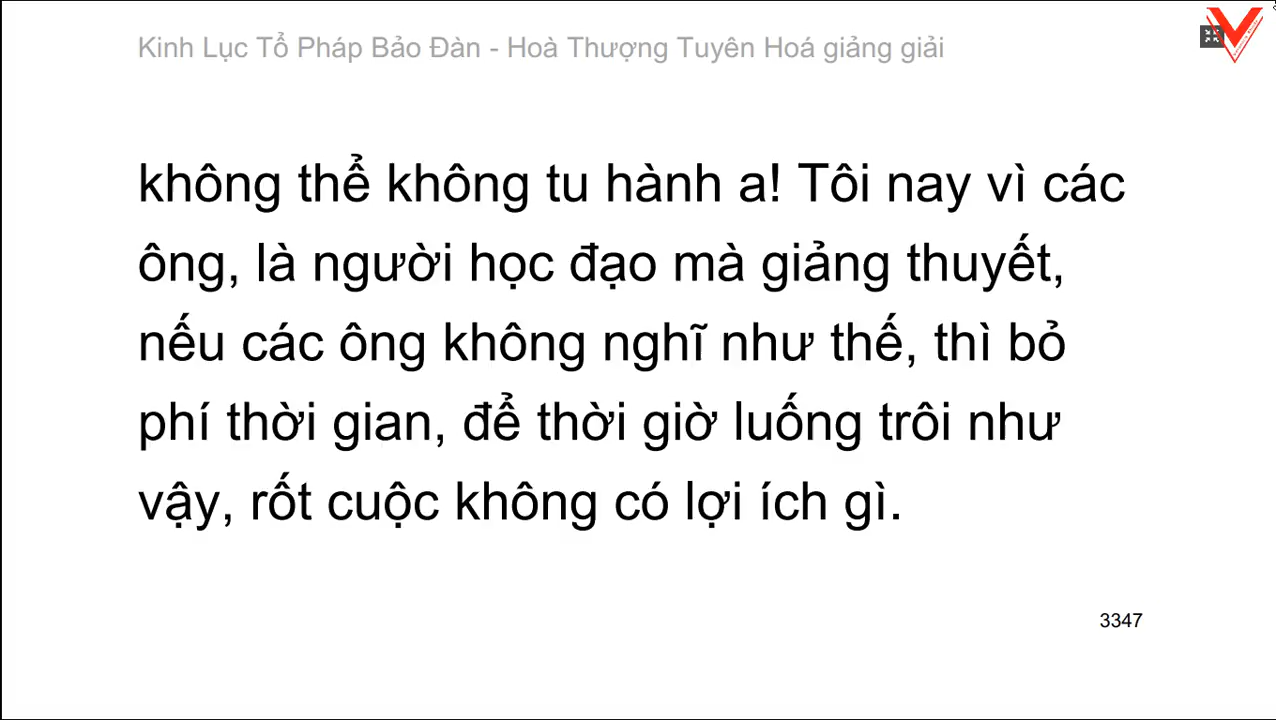 Kinh Lục Tổ Pháp Bảo Đàn - Hoà Thượng Tuyên Hoá giảng giải
không thể không tu hành a! Tôi nay vì các
ông, là người học đạo mà giảng thuyết,
nếu các ông không nghĩ như thế, thì bỏ
phí thời gian, để thời giờ luống trôi như
vậy, rốt cuộc không có lợi ích gì.
3347